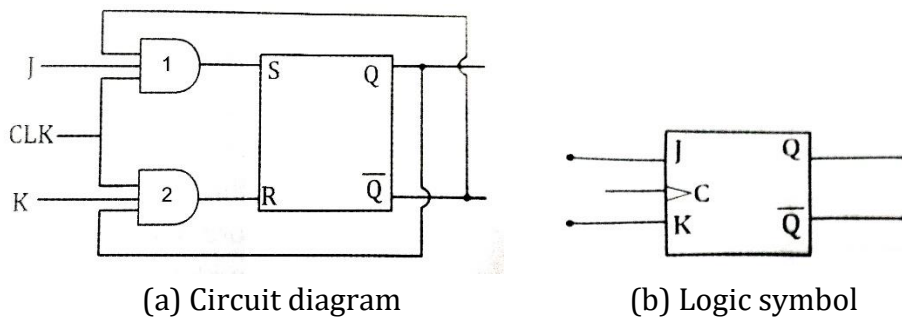 J
CLK
K
1
2
S
R
Q
Q̅
J
C
K
Q
Q̅
(a) Circuit diagram
(b) Logic symbol